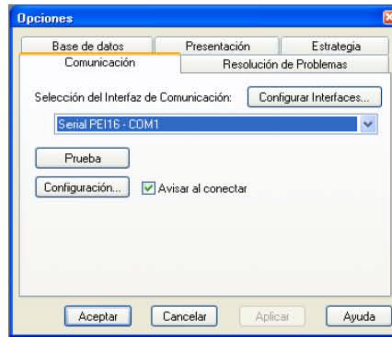 Opciones
Base de datos Presentación Estrategia
Comunicación Resolución de Problemas
Selección del Interfaz de Comunicación: Configurar Interfaces...
Serial PEI16 - COM1
Prueba
Configuración... Avisar al conectar
Aceptar Cancelar Aplicar Ayuda